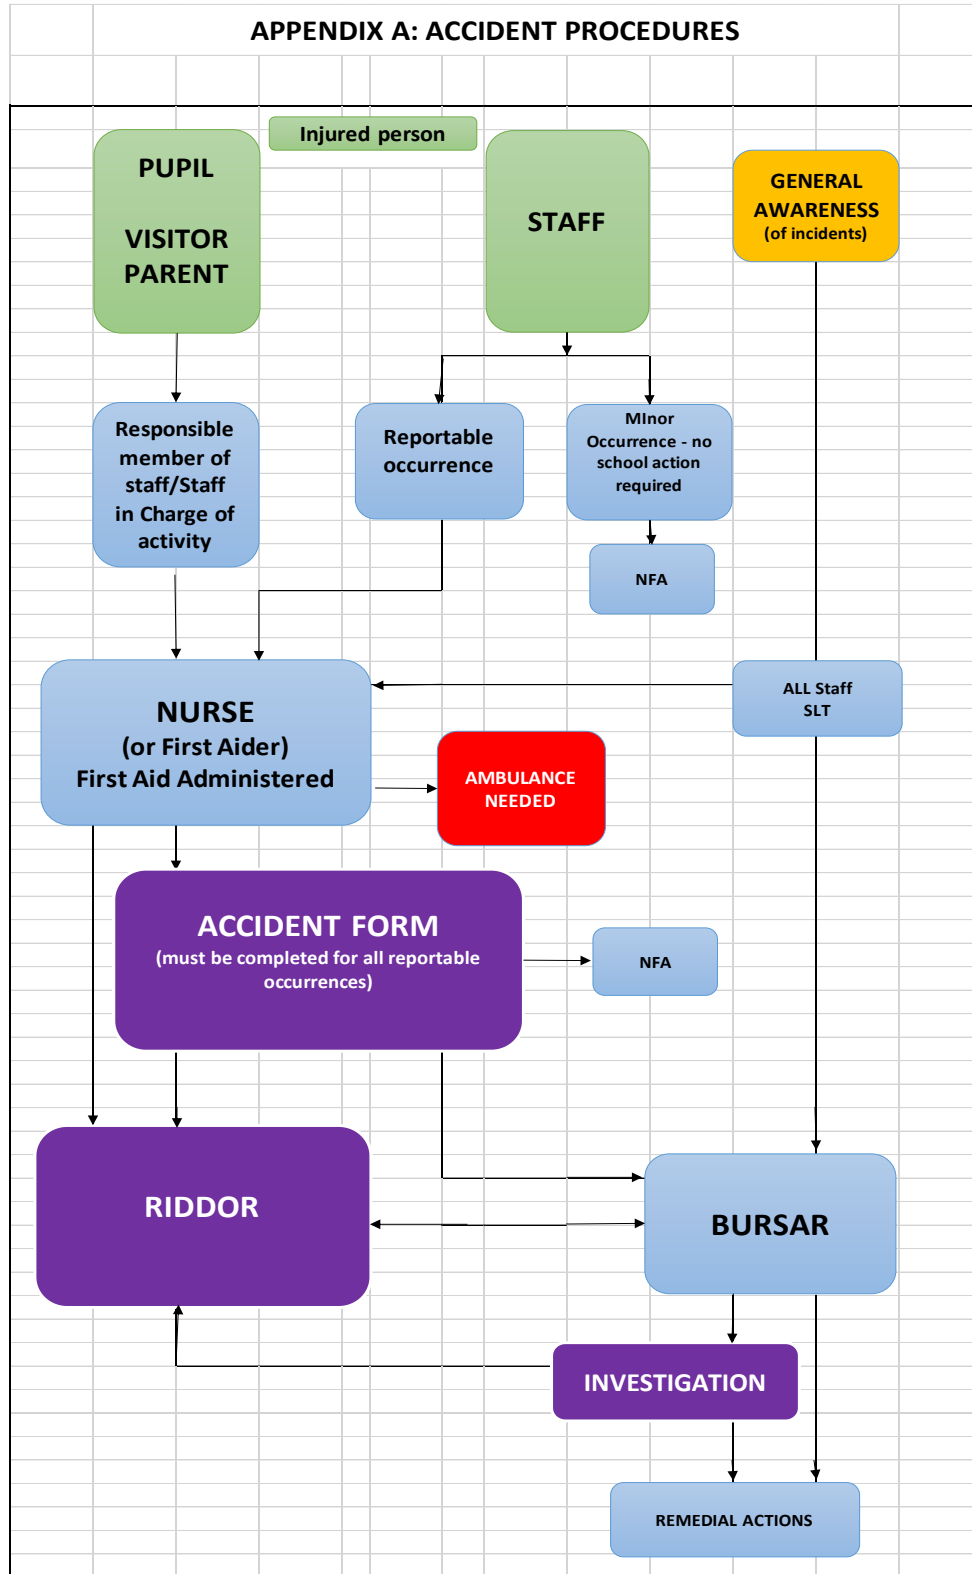 APPENDIX A: ACCIDENT PROCEDURES
Injured person
PUPIL
VISITOR
PARENT
STAFF
GENERAL
AWARENESS
(of incidents)
Responsible
member of
staff/Staff
in Charge of
activity
Reportable
occurrence
MInor
Occurrence - no
school action
required
NFA
ALL Staff
SLT
NURSE
(or First Aider)
First Aid Administered
AMBULANCE
NEEDED
ACCIDENT FORM
(must be completed for all reportable
occurrences)
NFA
RIDDOR
BURSAR
INVESTIGATION
REMEDIAL ACTIONS